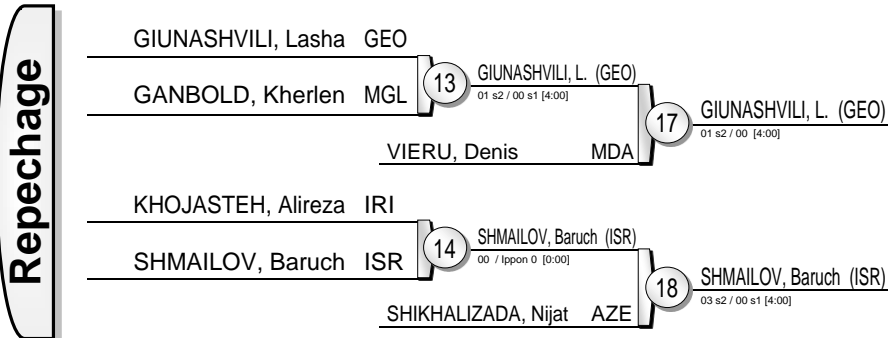 Repechage
GIUNASHVILI, Lasha GEO
GANBOLD, Kherlen MGL
13
GIUNASHVILI, L. (GEO)
01 s2 / 00 s1 [4:00]
VIERU, Denis MDA
17
GIUNASHVILI, L. (GEO)
01 s2 / 00 [4:00]
KHOJASTEH, Alireza IRI
SHMAILOV, Baruch ISR
14
SHMAILOV, Baruch (ISR)
00 / Ippon 0 [0:00]
SHIKHALIZADA, Nijat AZE
18
SHMAILOV, Baruch (ISR)
03 s2 / 00 s1 [4:00]